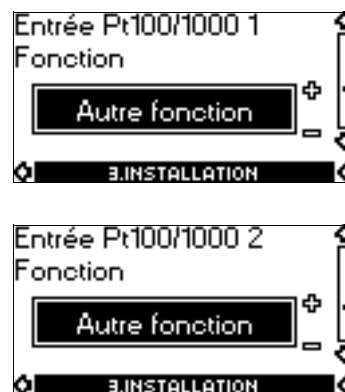 Entrée Pt100/1000 1
Fonction
Autre fonction
3.INSTALLATION
Entrée Pt100/1000 2
Fonction
Autre fonction
3.INSTALLATION